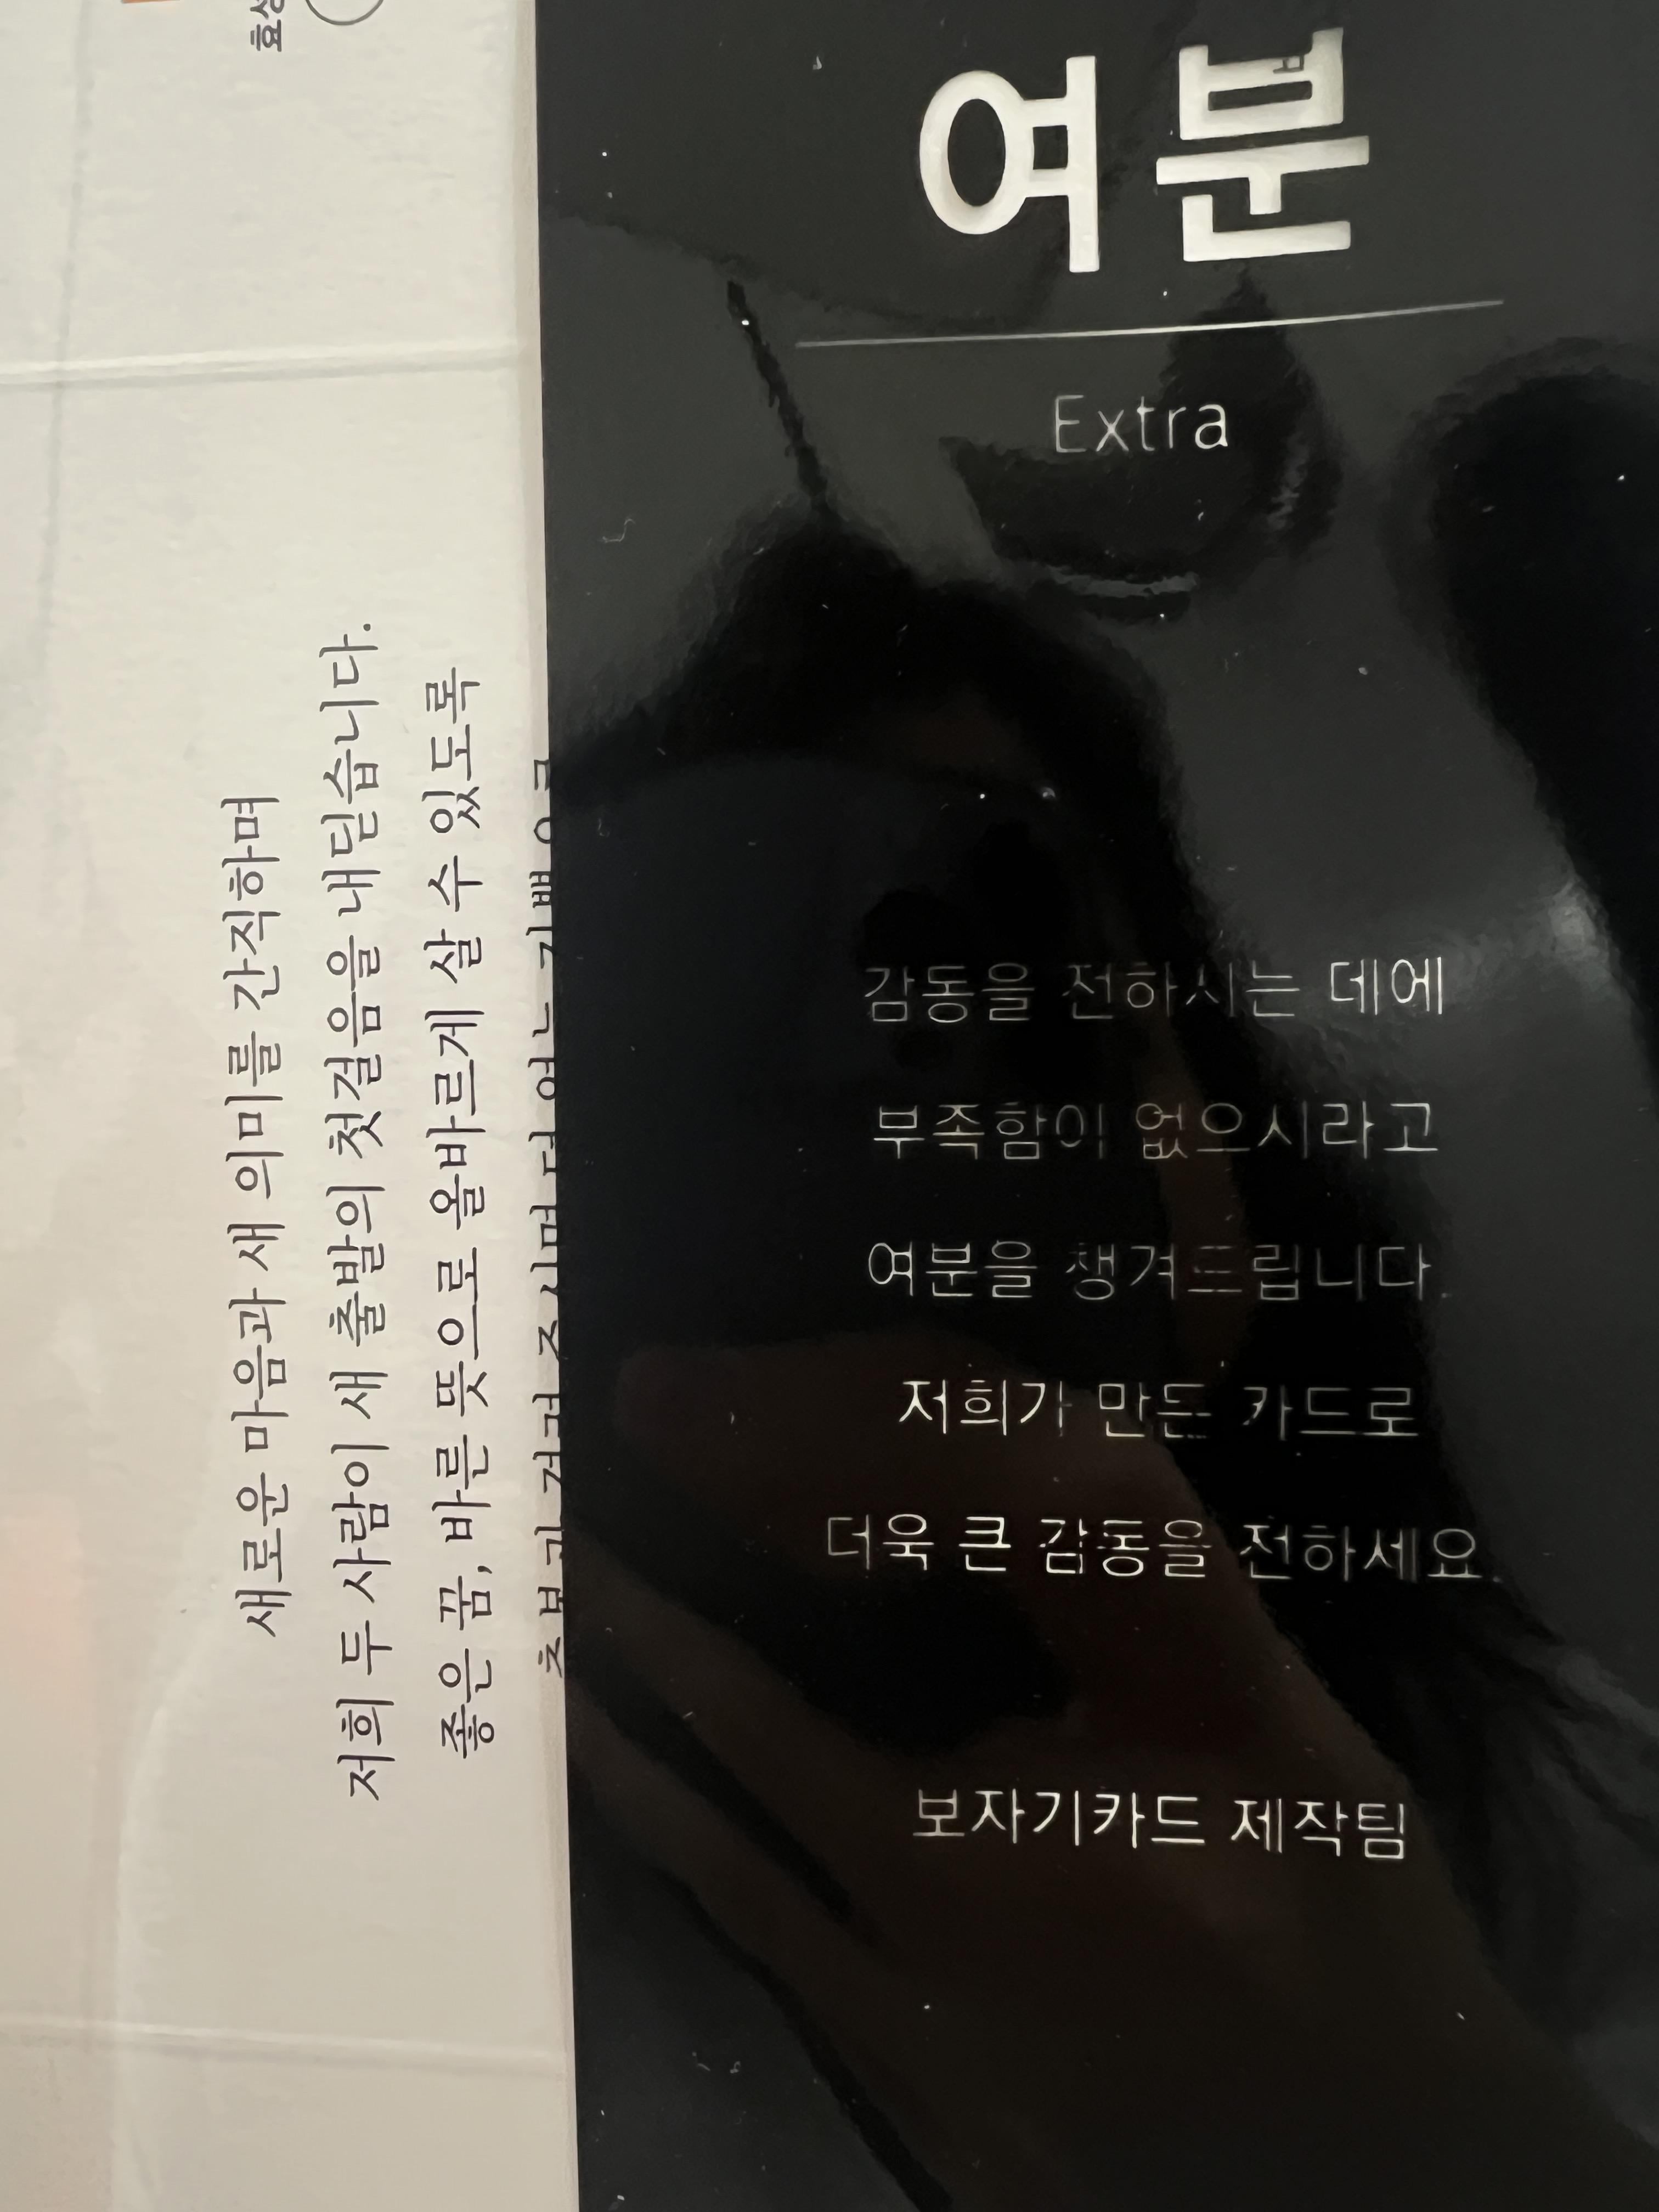 여분
Extra
감동을 전하시는 데에
부족함이 없으시라고
여분을 챙겨드립니다.
저희가 만든 카드로
더욱 큰 감동을 전하세요.
보자기카드 제작팀
새로운 마음과 새 의미를 간직하며
저희 두 사람이 새 출발의 첫걸음을 내딛습니다.
좋은 꿈, 바른 뜻으로 올바르게 살 수 있도록